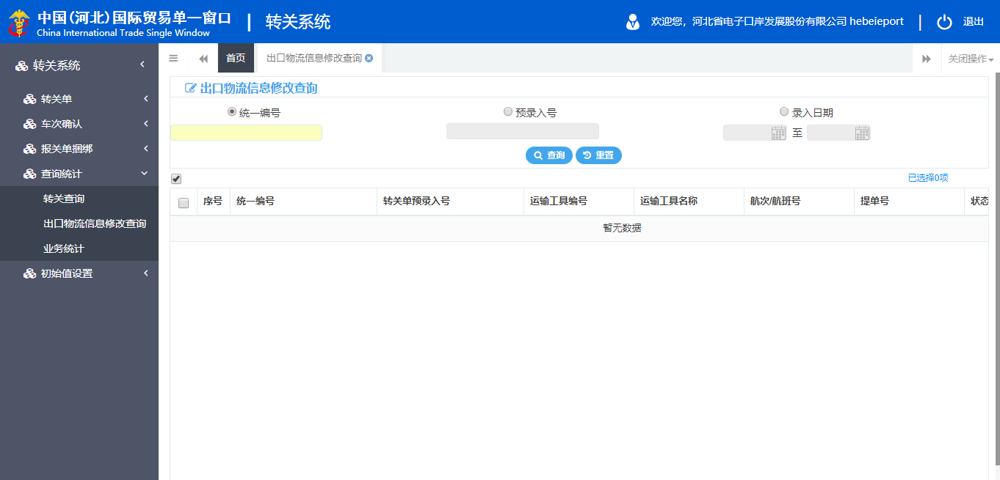 中国(河北)国际贸易单一窗口
China International Trade Single Window
转关系统
欢迎您，河北省电子口岸发展股份有限公司 hebeieport
退出
转关系统
首页
出口物流信息修改查询
关闭操作
转关单
车次确认
报关单捆绑
查询统计
转关查询
出口物流信息修改查询
业务统计
初始值设置
出口物流信息修改查询
统一编号
预录入号
录入日期
至
查询
重置
已选择0项
序号
统一编号
转关单预录入号
运输工具编号
运输工具名称
航次/航班号
提单号
状态
暂无数据